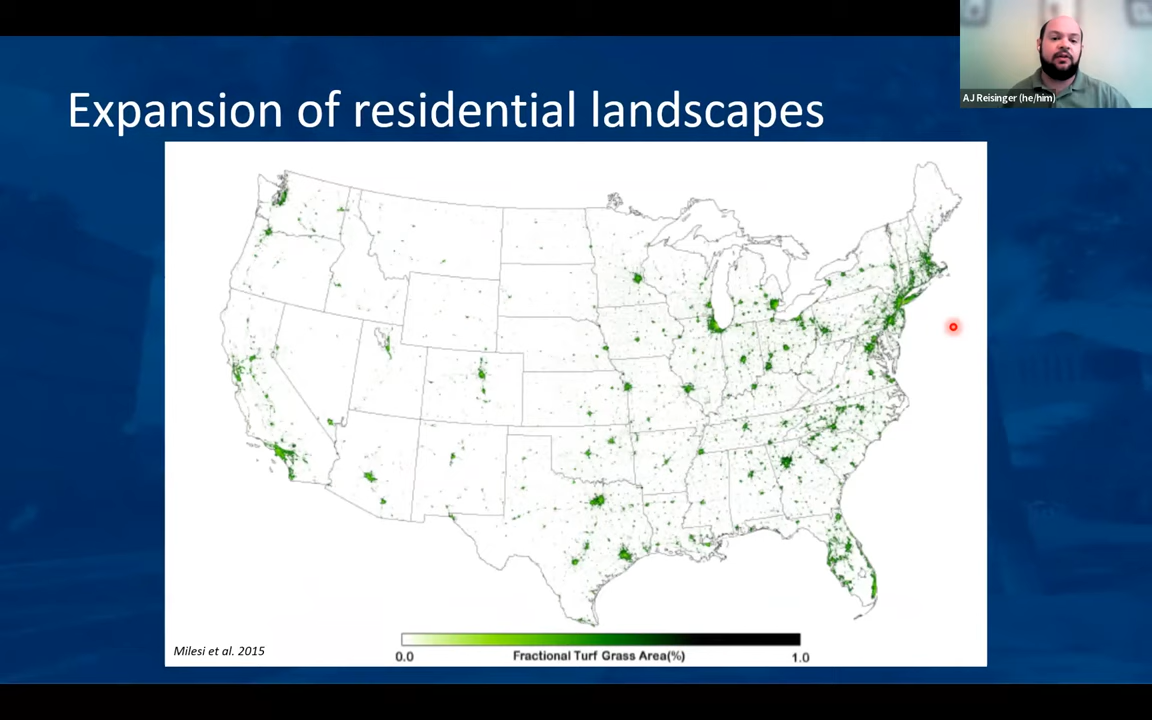 AJ Reisinger (he/him)
Expansion of residential landscapes
Milesi et al. 2015
0.0
Fractional Turf Grass Area(%)
1.0